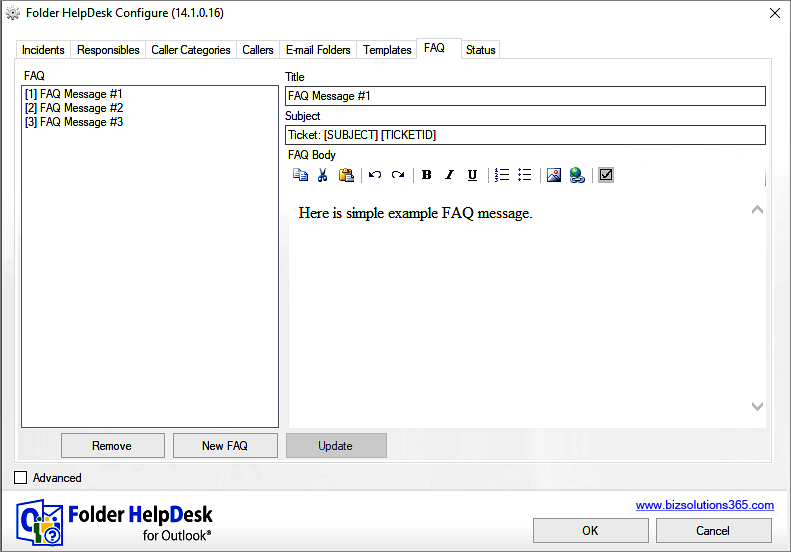 Folder HelpDesk Configure (14.1.0.16)
Incidents Responsibles Caller Categories Callers E-mail Folders Templates FAQ Status
FAQ
[1] FAQ Message #1
[2] FAQ Message #2
[3] FAQ Message #3
Title
FAQ Message #1
Subject
Ticket: [SUBJECT] [TICKETID]
FAQ Body
B I U
Here is simple example FAQ message.
Remove New FAQ Update
Advanced
Folder HelpDesk
for Outlook®
www.bizsolutions365.com
OK Cancel